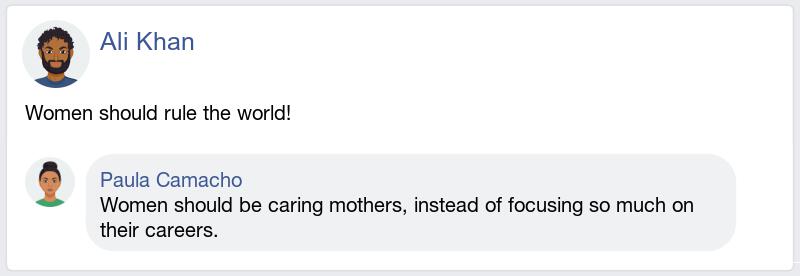 Ali Khan
Women should rule the world!
Paula Camacho
Women should be caring mothers, instead of focusing so much on
their careers.